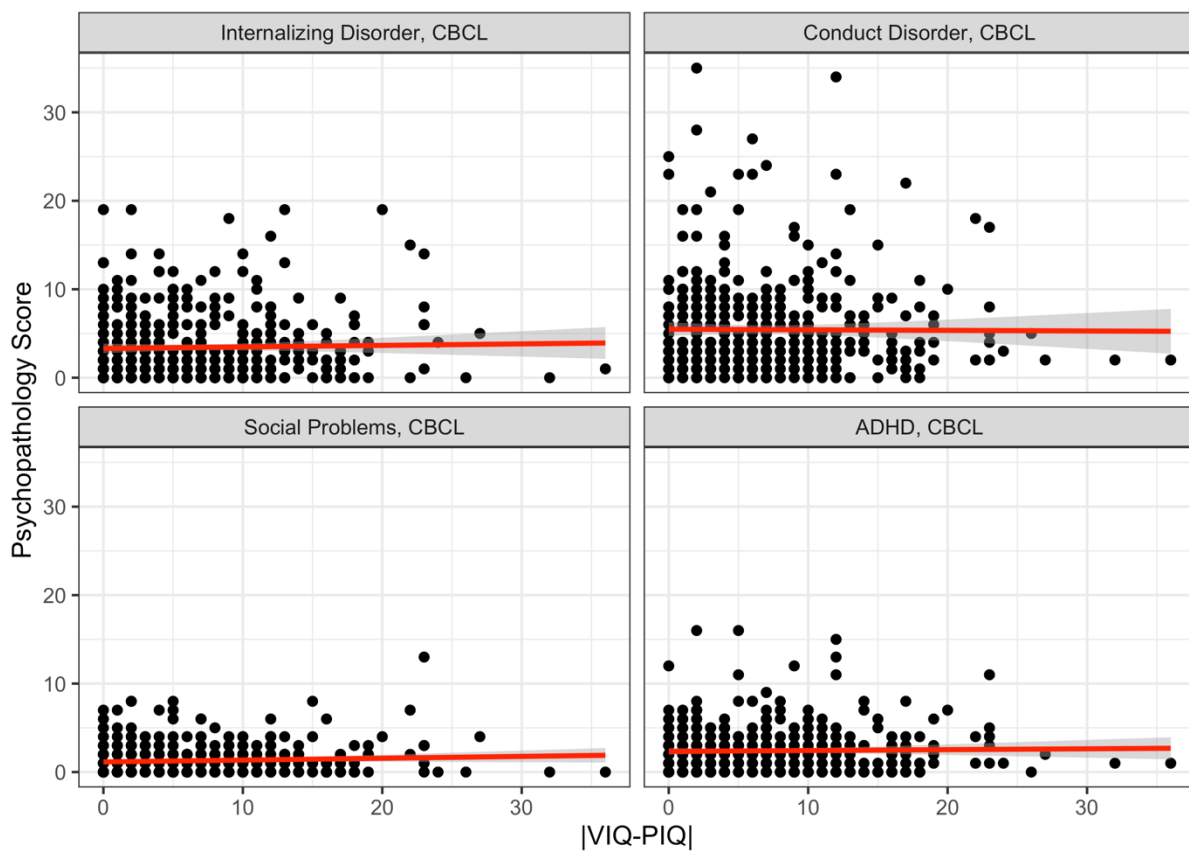 Internalizing Disorder, CBCL
Conduct Disorder, CBCL
30
20
10
0
Social Problems, CBCL
ADHD, CBCL
30
20
10
0
Psychopathology Score
0 10 20 30
0 10 20 30
|VIQ-PIQ|